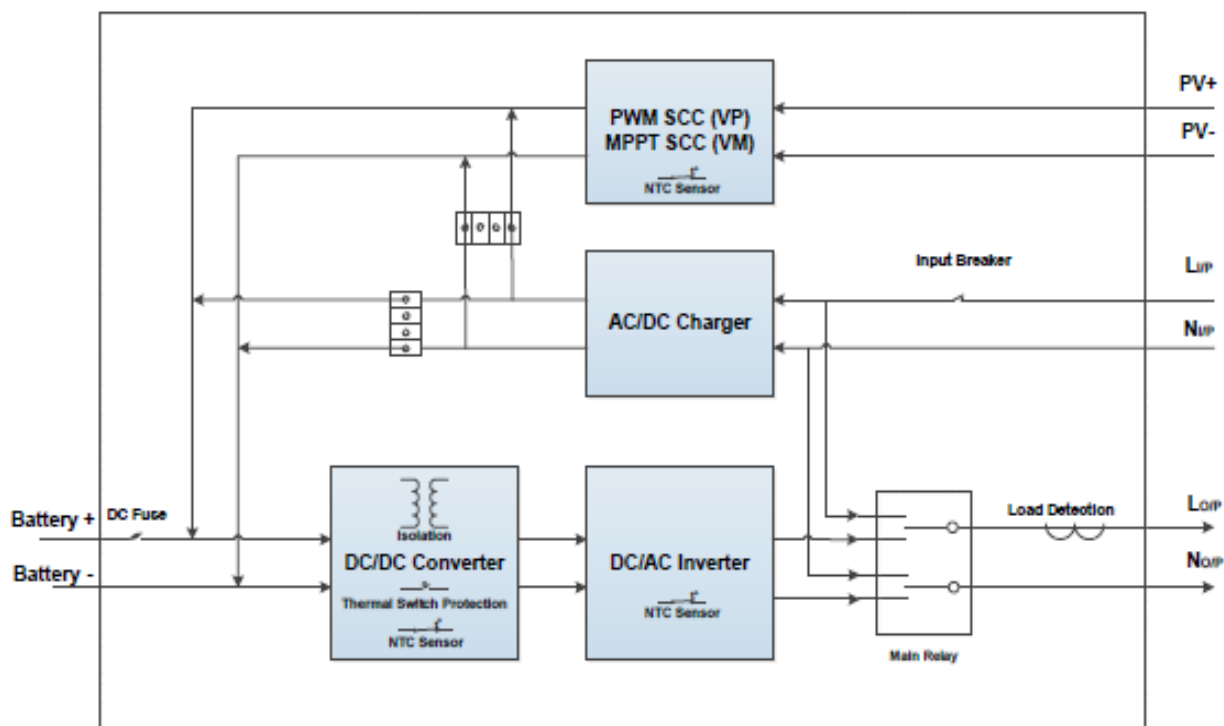 PV+
PWM SCC (VP)
MPPT SCC (VM)
PV-
NTC Sensor
Input Breaker
LI/P
AC/DC Charger
NI/P
Battery +
DC Fuse
Isolation
DC/DC Converter
Thermal Switch Protection
NTC Sensor
Battery -
DC/AC Inverter
NTC Sensor
Load Detection
LO/P
NO/P
Main Relay